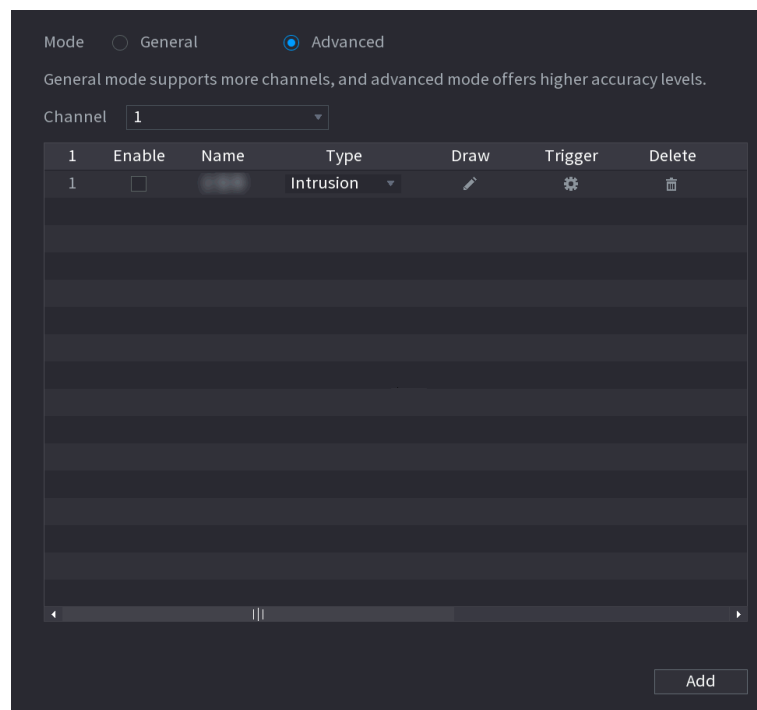 Mode General Advanced
General mode supports more channels, and advanced mode offers higher accuracy levels.
Channel 1
1 Enable Name Type Draw Trigger Delete
1 Intrusion
Add